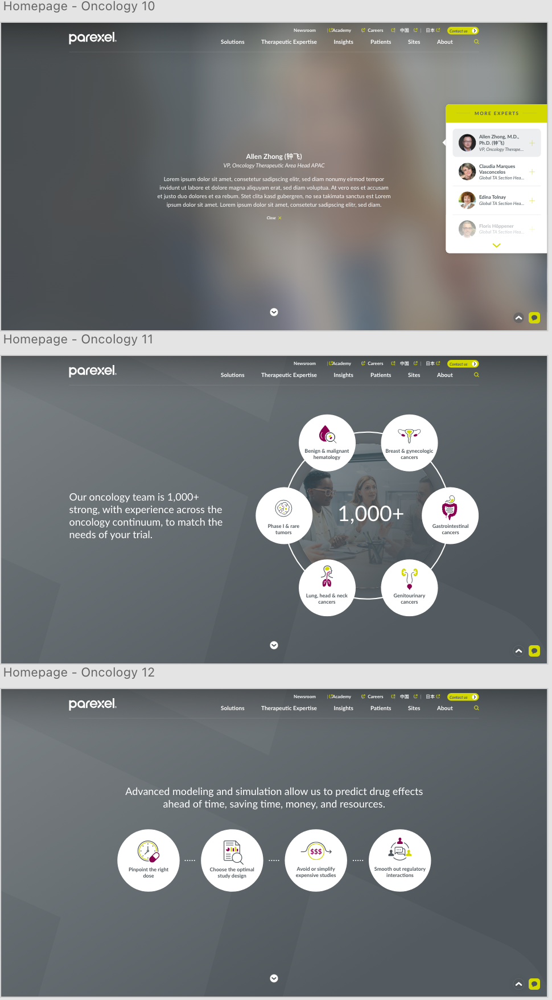 Homepage - Oncology 10
Newsroom | Academy Careers 中国 | 日本 Contact us
parexel®
Solutions Therapeutic Expertise Insights Patients Sites About
MORE EXPERTS
Allen Zhong, M.D.,
Ph.D. (钟飞)
VP, Oncology Therape...
Claudia Marques
Vasconcelos
Global TA Section Hea...
Edina Tolnay
Global TA Section Hea...
Floris Höppener
Global TA Section Hea...
Allen Zhong (钟飞)
VP, Oncology Therapeutic Area Head APAC
Lorem ipsum dolor sit amet, consetetur sadipscing elitr, sed diam nonumy eirmod tempor
invidunt ut labore et dolore magna aliquyam erat, sed diam voluptua. At vero eos et accusam
et justo duo dolores et ea rebum. Stet clita kasd gubergren, no sea takimata sanctus est Lorem
ipsum dolor sit amet. Lorem ipsum dolor sit amet, consetetur sadipscing elitr, sed diam.
Close
Homepage - Oncology 11
Newsroom | Academy Careers 中国 | 日本 Contact us
parexel®
Solutions Therapeutic Expertise Insights Patients Sites About
Our oncology team is 1,000+
strong, with experience across the
oncology continuum, to match the
needs of your trial.
Benign & malignant
hematology
Breast & gynecologic
cancers
Phase I & rare
tumors
1,000+
Gastrointestinal
cancers
Lung, head & neck
cancers
Genitourinary
cancers
Homepage - Oncology 12
Newsroom | Academy Careers 中国 | 日本 Contact us
parexel®
Solutions Therapeutic Expertise Insights Patients Sites About
Advanced modeling and simulation allow us to predict drug effects
ahead of time, saving time, money, and resources.
Pinpoint the right
dose
Choose the optimal
study design
$$$
Avoid or simplify
expensive studies
Smooth out regulatory
interactions